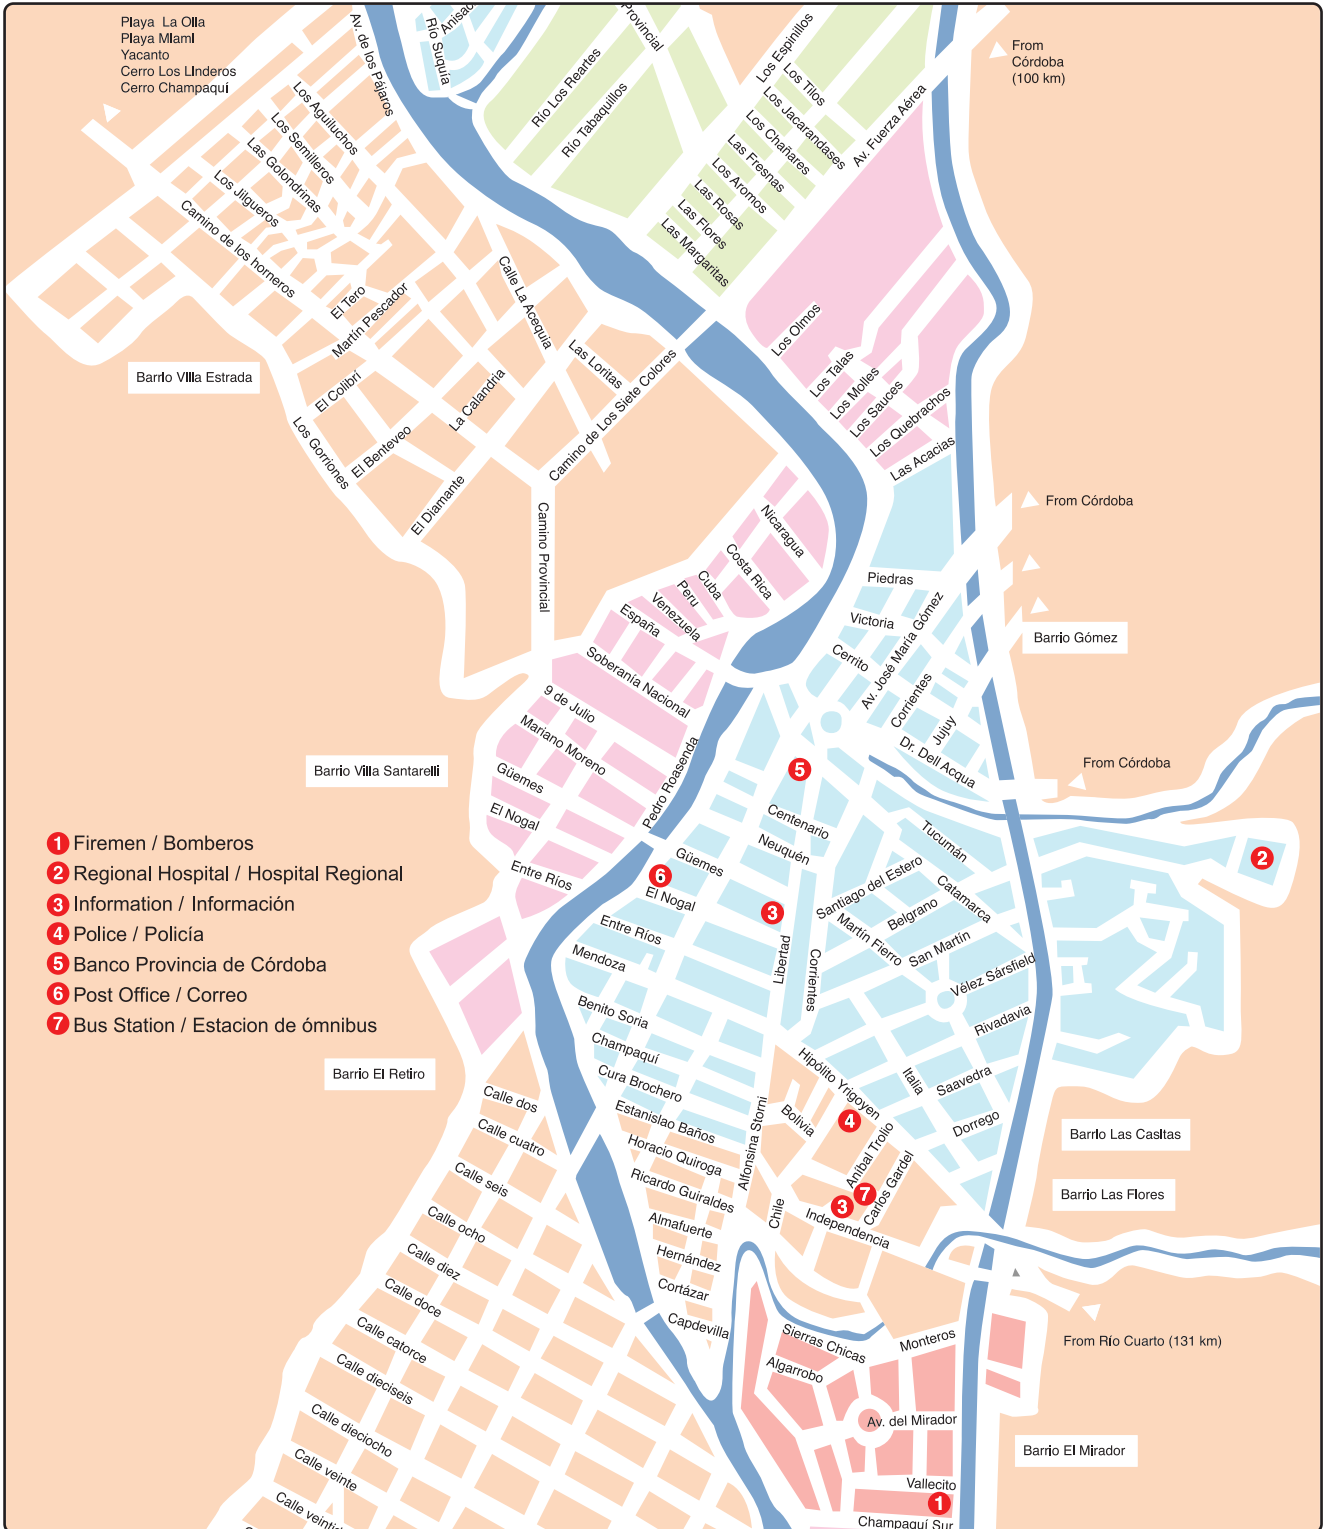 Playa La Olla
Playa Miami
Yacanto
Cerro Los Linderos
Cerro Champaquí
Av. de los Pájaros
Río Suquía
Provincial
Río Los Reartes
Río Tabaquillos
Los Espinillos
Los Tilos
Los Jacarandases
Los Chañares
Las Fresnas
Los Aromos
Las Rosas
Las Flores
Las Margaritas
Av. Fuerza Aérea
From
Córdoba
(100 km)
Los Aguiluchos
Los Semilleros
Las Golondrinas
Los Jilgueros
Camino de los horneros
El Tero
Martín Pescador
Calle La Acequia
Las Loritas
Camino de Los Siete Colores
Los Olmos
Los Talas
Los Molles
Los Sauces
Los Quebrachos
Las Acacias
Barrio Villa Estrada
El Colibrí
La Calandria
Los Gorriones
El Benteveo
El Diamante
Camino Provincial
From Córdoba
Nicaragua
Costa Rica
Cuba
Peru
Venezuela
España
Soberanía Nacional
Piedras
Victoria
Cerrito
Av. José María Gómez
Corrientes
Jujuy
Dr. Dell Acqua
Barrio Gómez
9 de Julio
Mariano Moreno
Güemes
El Nogal
Entre Ríos
Pedro Roasenda
Barrio Villa Santarelli
From Córdoba
5
Centenario
Neuquén
Tucumán
Catamarca
Santiago del Estero
Belgrano
Martín Fierro
San Martín
Vélez Sársfield
Rivadavia
2
1 Firemen / Bomberos
2 Regional Hospital / Hospital Regional
3 Information / Información
4 Police / Policía
5 Banco Provincia de Córdoba
6 Post Office / Correo
7 Bus Station / Estacion de ómnibus
Güemes
6
El Nogal
3
Entre Ríos
Mendoza
Libertad
Corrientes
Benito Soria
Champaquí
Cura Brochero
Estanislao Baños
Horacio Quiroga
Ricardo Guiraldes
Almafuerte
Hernández
Cortázar
Capdevilla
Alfonsina Storni
Hipólito Yrigoyen
Italia
Saavedra
Dorrego
Bolivia
4
Aníbal Trolio
Carlos Gardel
7
3
Independencia
Chile
Barrio El Retiro
Barrio Las Casitas
Barrio Las Flores
Calle dos
Calle cuatro
Calle seis
Calle ocho
Calle diez
Calle doce
Calle catorce
Calle dieciseis
Calle dieciocho
Calle veinte
From Río Cuarto (131 km)
Sierras Chicas
Algarrobo
Monteros
Av. del Mirador
Barrio El Mirador
Vallecito
1
Champaquí Sur